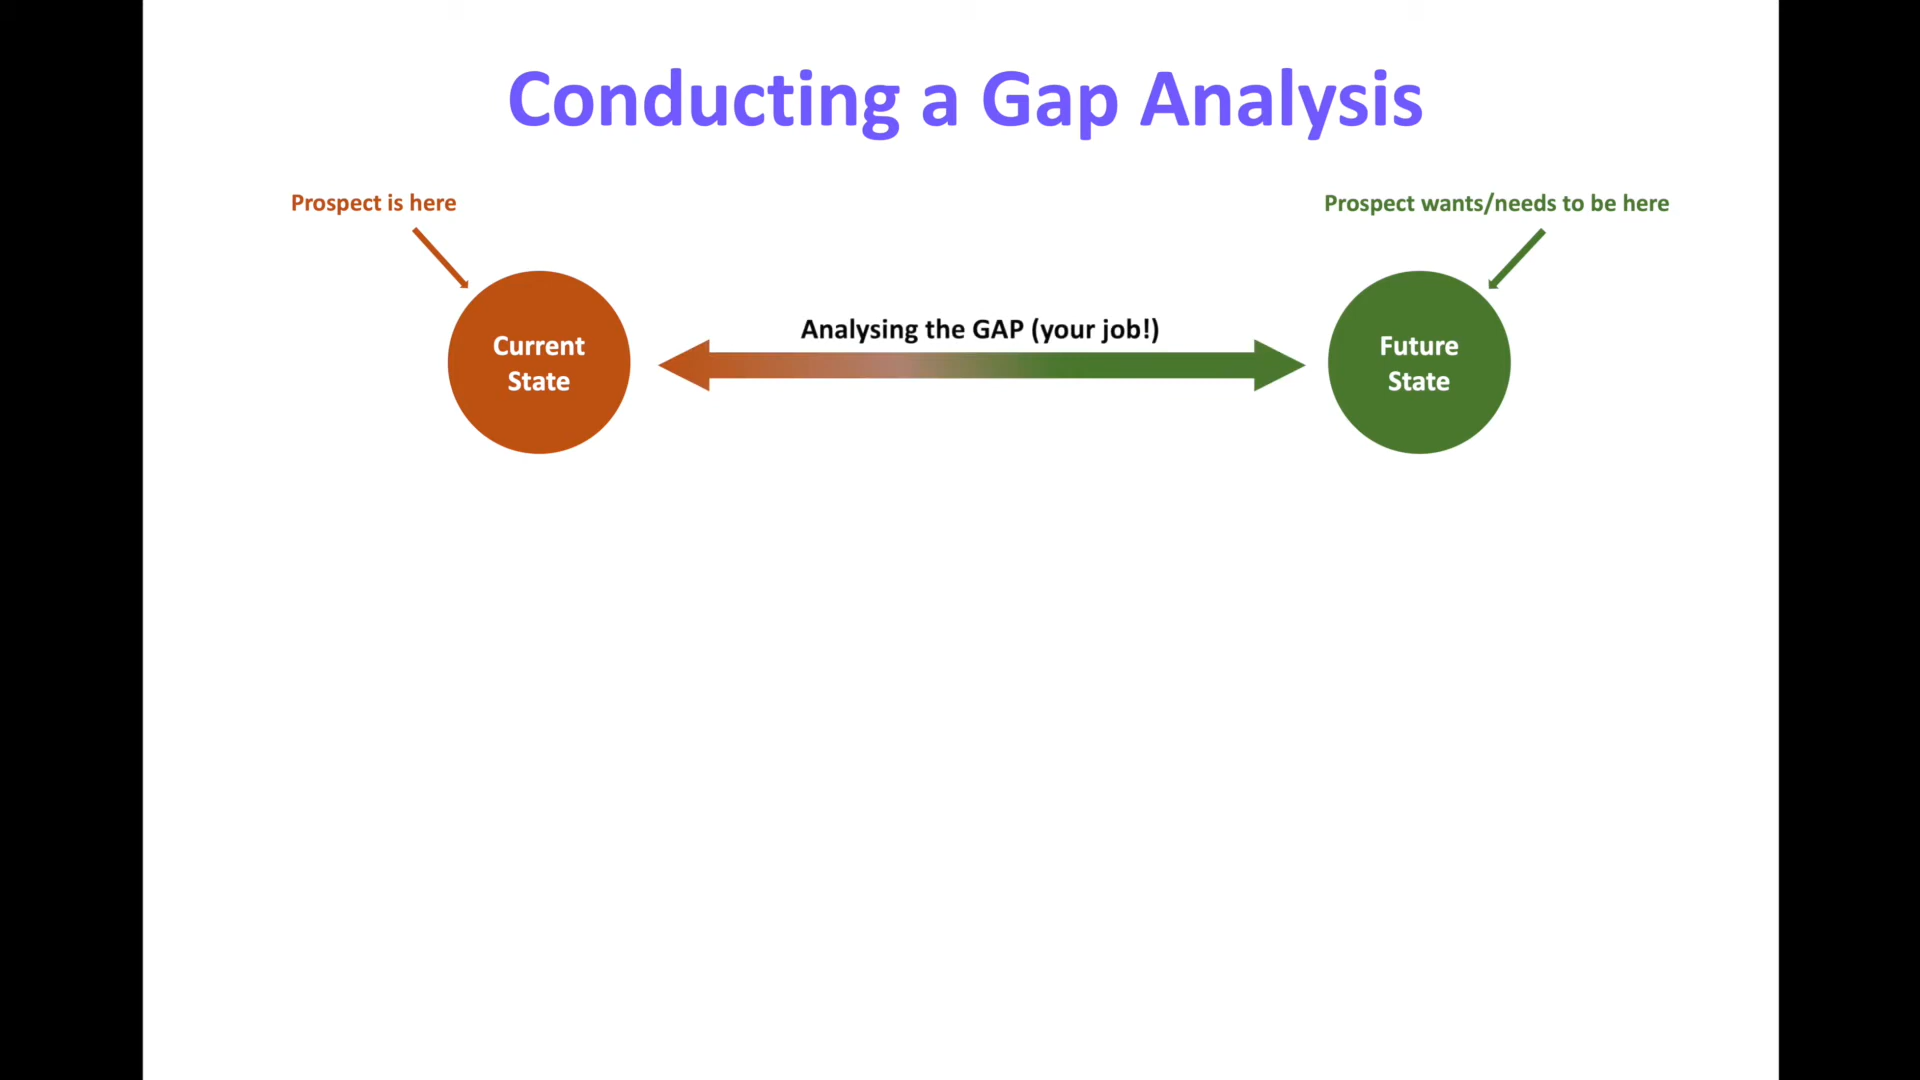 Conducting a Gap Analysis
Prospect is here
Prospect wants/needs to be here
Analysing the GAP (your job!)
Current
State
Future
State